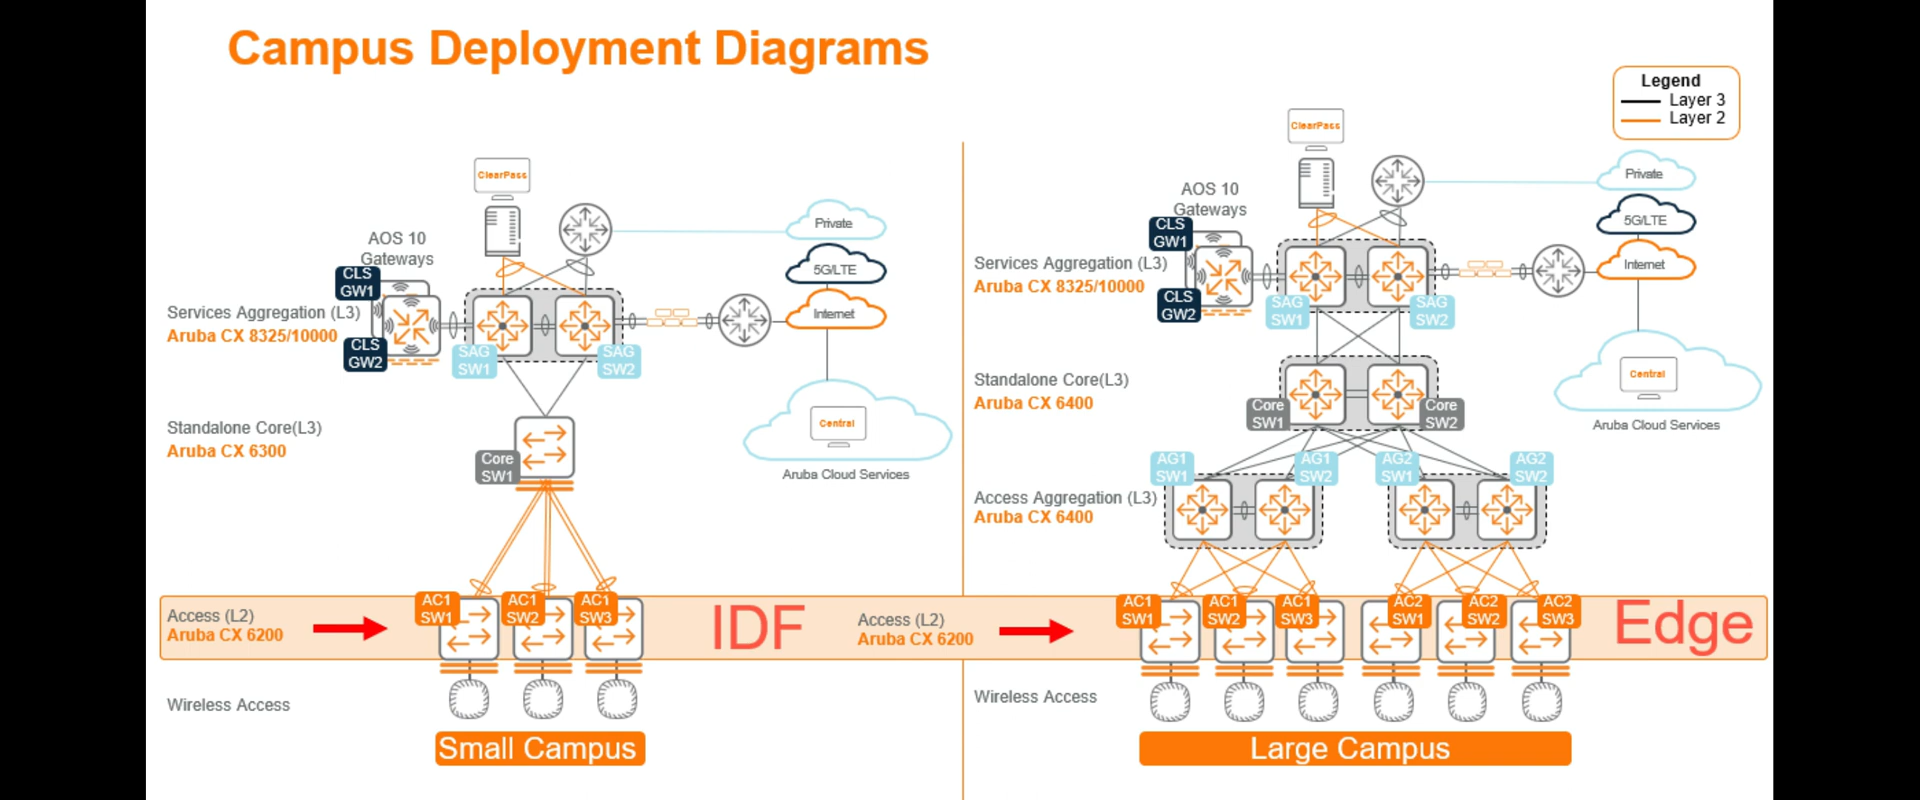 Campus Deployment Diagrams
Legend
Layer 3
Layer 2
ClearPass
AOS 10
Gateways
CLS
GW1
CLS
GW2
Services Aggregation (L3)
Aruba CX 8325/10000
SAG
SW1
SAG
SW2
Private
5G/LTE
Internet
Central
Aruba Cloud Services
Standalone Core(L3)
Aruba CX 6300
Core
SW1
Access (L2)
Aruba CX 6200
AC1
SW1
AC1
SW2
AC1
SW3
IDF
Wireless Access
Small Campus
ClearPass
AOS 10
Gateways
CLS
GW1
CLS
GW2
Services Aggregation (L3)
Aruba CX 8325/10000
SAG
SW1
SAG
SW2
Private
5G/LTE
Internet
Central
Aruba Cloud Services
Standalone Core(L3)
Aruba CX 6400
Core
SW1
Core
SW2
Access Aggregation (L3)
Aruba CX 6400
AG1
SW1
AG1
SW2
AG2
SW1
AG2
SW2
Access (L2)
Aruba CX 6200
AC1
SW1
AC1
SW2
AC1
SW3
AC2
SW1
AC2
SW2
AC2
SW3
Edge
Wireless Access
Large Campus